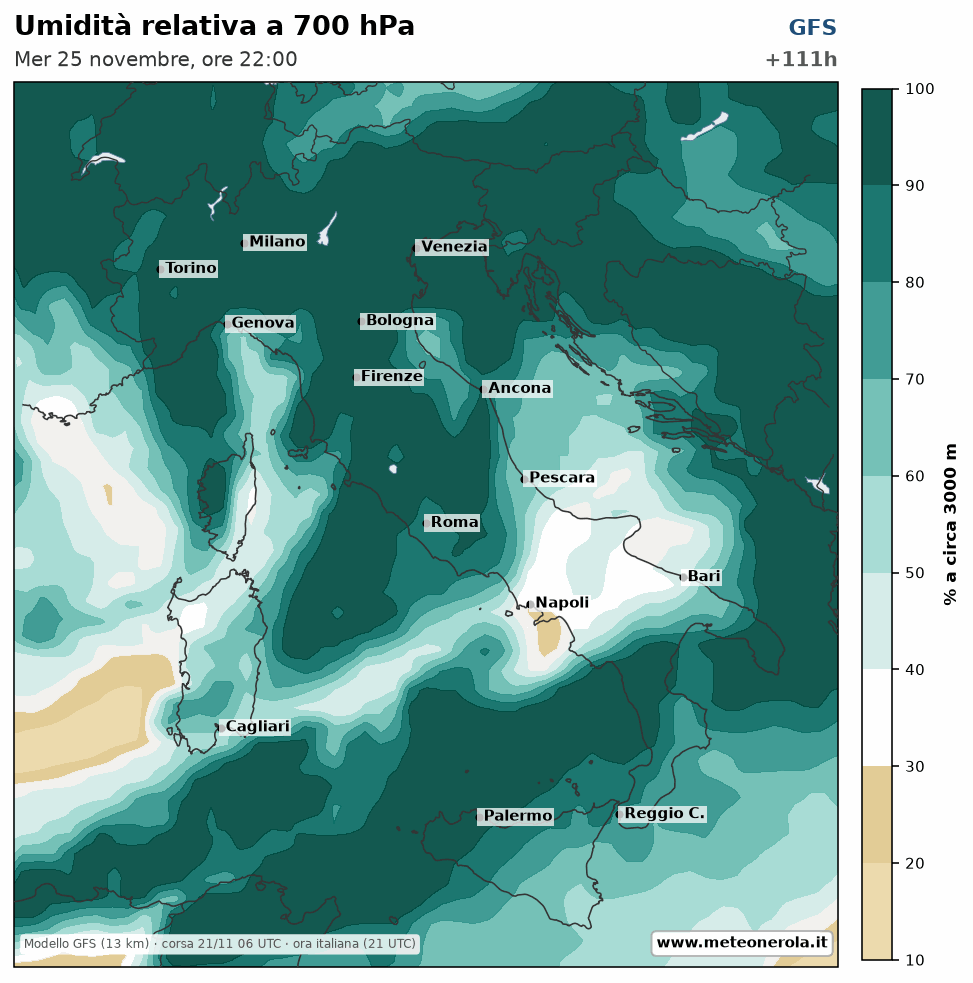 Umidità relativa a 700 hPa
GFS
Mer 25 novembre, ore 22:00
+111h
Milano
Venezia
Torino
Genova
Bologna
Firenze
Ancona
Pescara
Roma
Bari
Napoli
Cagliari
Palermo
Reggio C.
Modello GFS (13 km) · corsa 21/11 06 UTC · ora italiana (21 UTC)
www.meteonerola.it
100
90
80
70
60
50
40
30
20
10
% a circa 3000 m